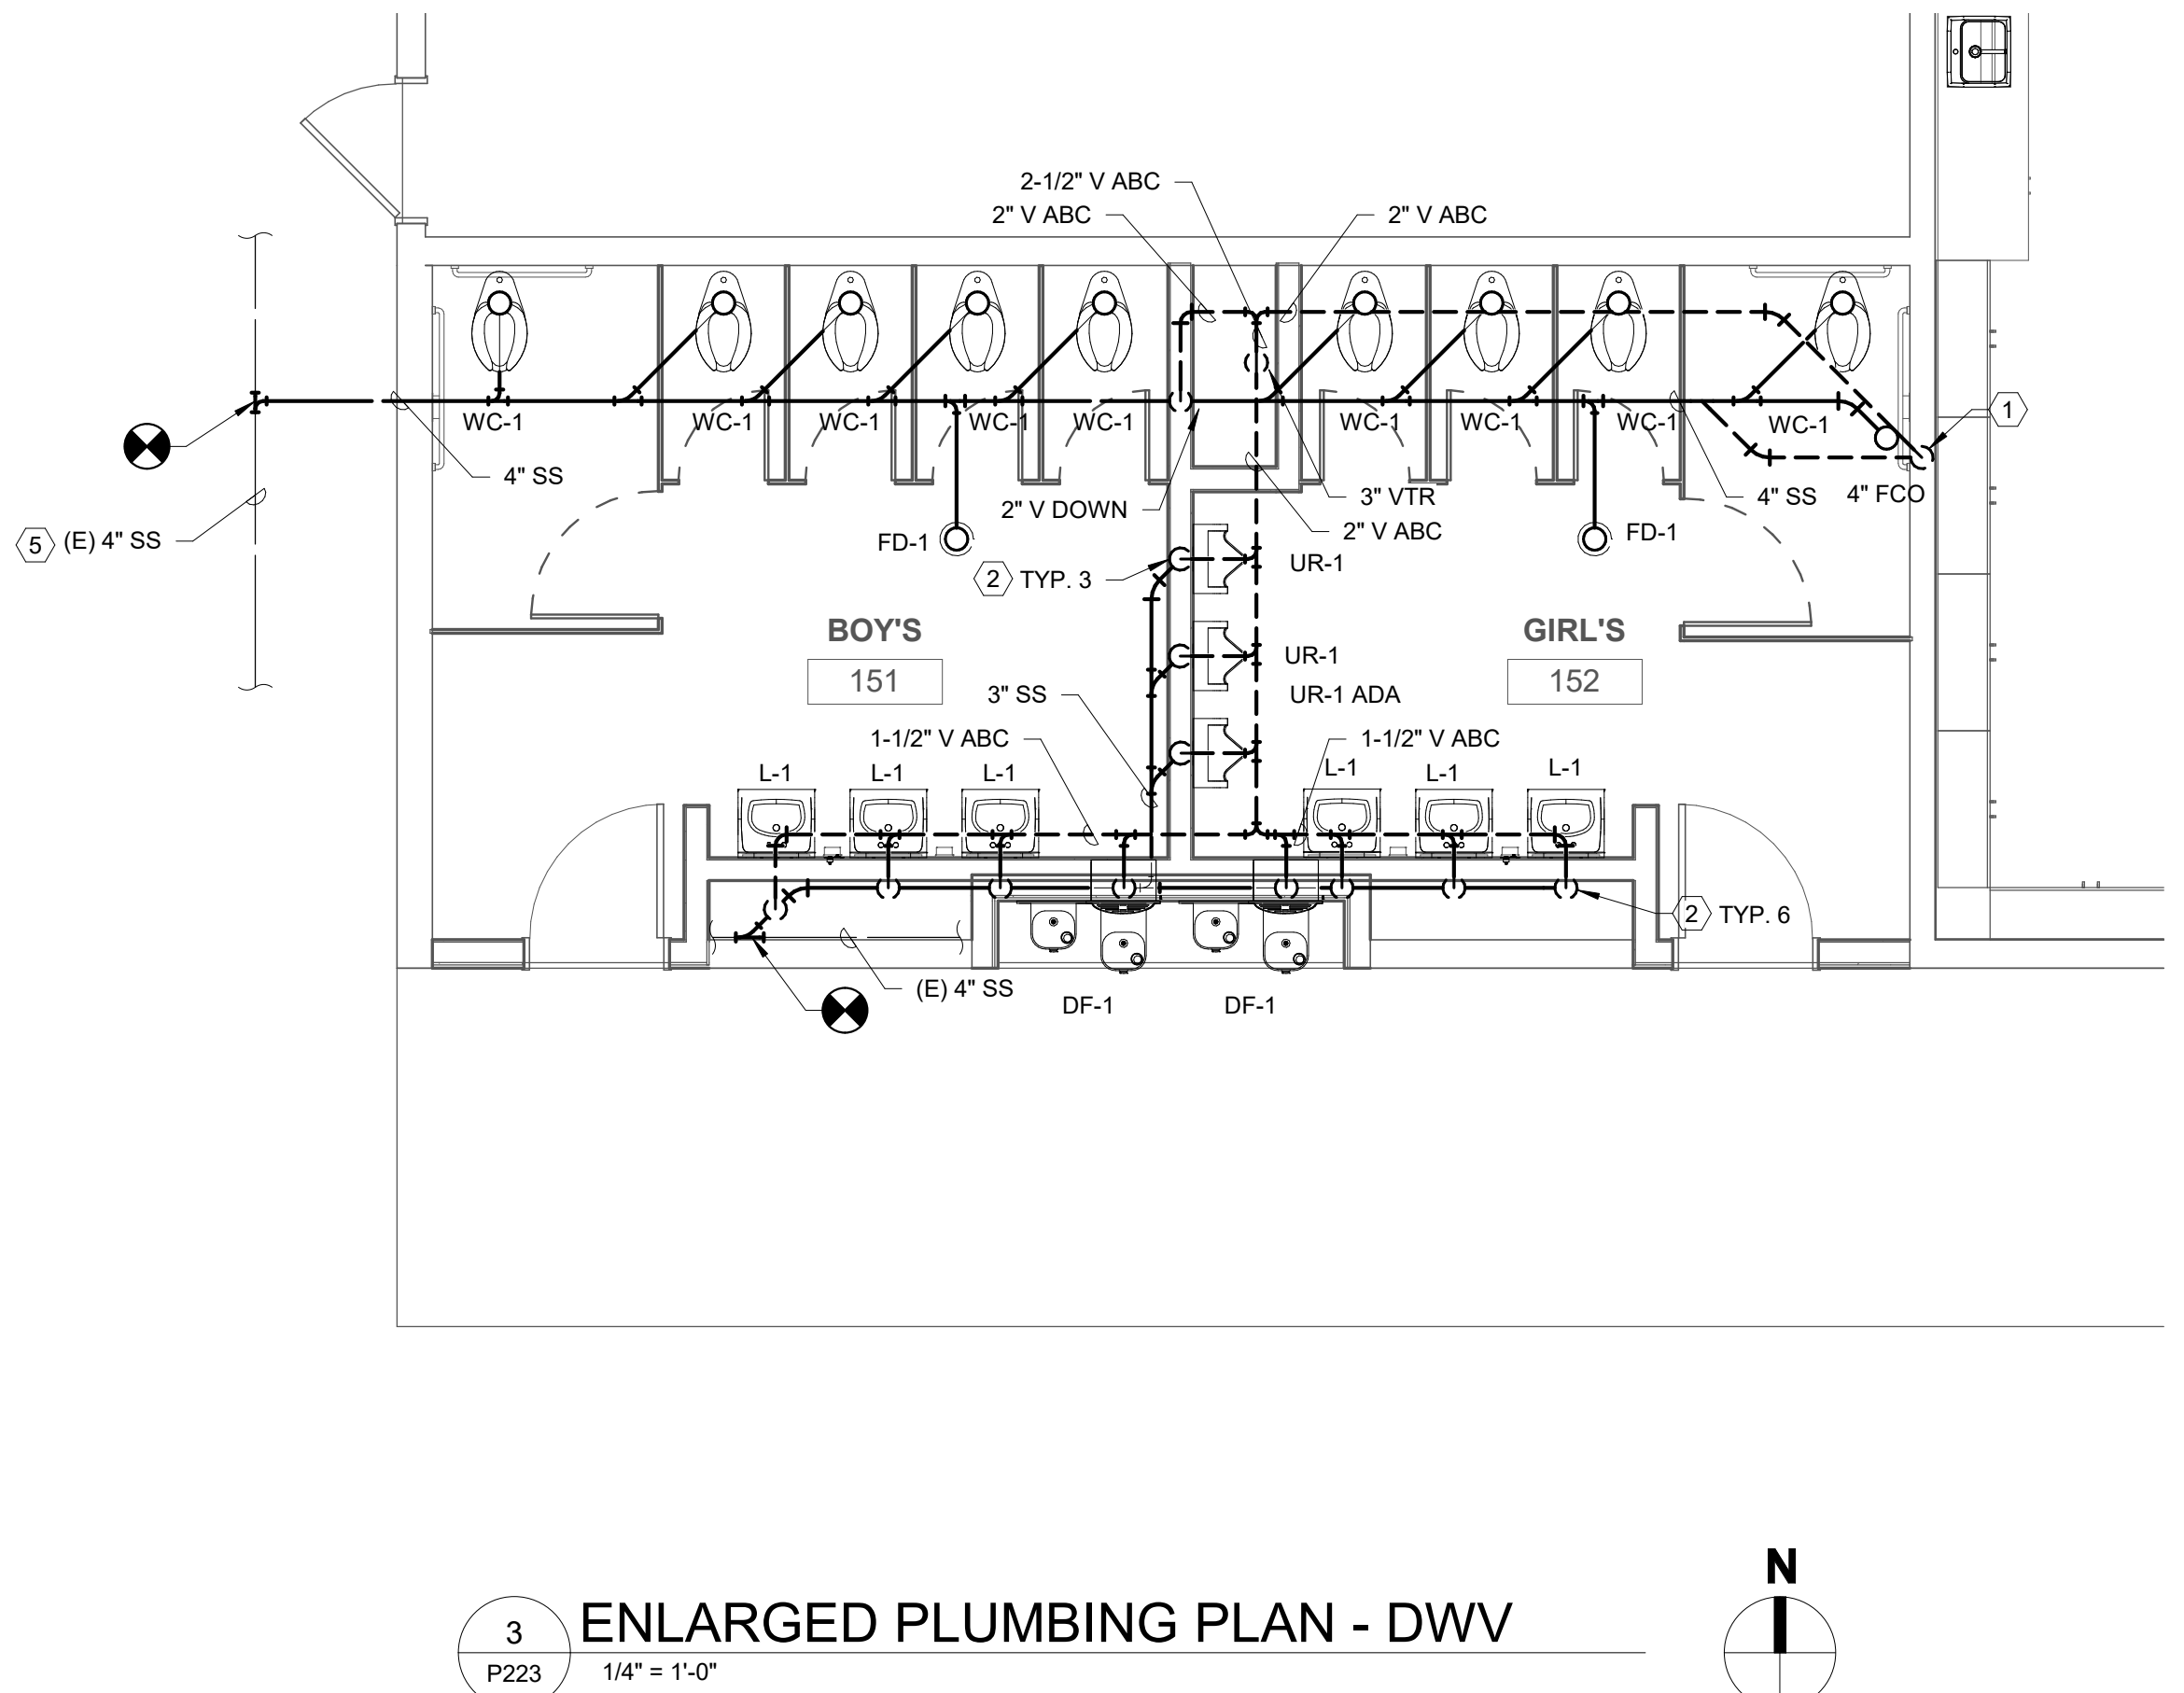 2-1/2" V ABC
2" V ABC
2" V ABC
WC-1
WC-1
WC-1
WC-1
WC-1
WC-1
WC-1
WC-1
WC-1
1
4" SS
2" V DOWN
3" VTR
2" V ABC
4" SS
4" FCO
5
(E) 4" SS
FD-1
FD-1
2
TYP. 3
UR-1
BOY'S
151
UR-1
UR-1 ADA
GIRL'S
152
3" SS
1-1/2" V ABC
1-1/2" V ABC
L-1
L-1
L-1
L-1
L-1
L-1
2
TYP. 6
(E) 4" SS
DF-1
DF-1
N
3
P223
ENLARGED PLUMBING PLAN - DWV
1/4" = 1'-0"